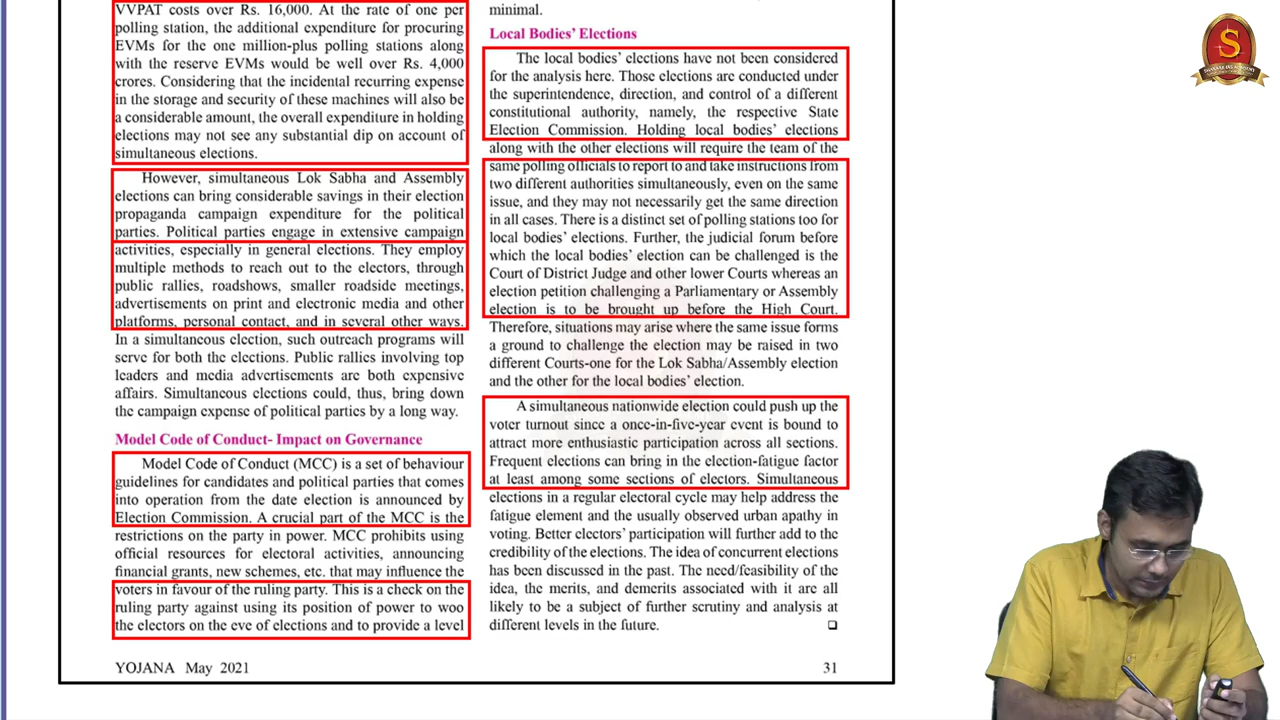 VVPAT costs over Rs. 16,000. At the rate of one per
polling station, the additional expenditure for procuring
EVMs for the one million-plus polling stations along
with the reserve EVMs would be well over Rs. 4,000
crores. Considering that the incidental recurring expense
in the storage and security of these machines will also be
a considerable amount, the overall expenditure in holding
elections may not see any substantial dip on account of
simultaneous elections.
However, simultaneous Lok Sabha and Assembly
elections can bring considerable savings in their election
propaganda campaign expenditure for the political
parties. Political parties engage in extensive campaign
activities, especially in general elections. They employ
multiple methods to reach out to the electors, through
public rallies, roadshows, smaller roadside meetings,
advertisements on print and electronic media and other
platforms, personal contact, and in several other ways.
In a simultaneous election, such outreach programs will
serve for both the elections. Public rallies involving top
leaders and media advertisements are both expensive
affairs. Simultaneous elections could, thus, bring down
the campaign expense of political parties by a long way.
Model Code of Conduct- Impact on Governance
Model Code of Conduct (MCC) is a set of behaviour
guidelines for candidates and political parties that comes
into operation from the date election is announced by
Election Commission. A crucial part of the MCC is the
restrictions on the party in power. MCC prohibits using
official resources for electoral activities, announcing
financial grants, new schemes, etc. that may influence the
voters in favour of the ruling party. This is a check on the
ruling party against using its position of power to woo
the electors on the eve of elections and to provide a level
minimal.
Local Bodies' Elections
The local bodies' elections have not been considered
for the analysis here. Those elections are conducted under
the superintendence, direction, and control of a different
constitutional authority, namely, the respective State
Election Commission. Holding local bodies' elections
along with the other elections will require the team of the
same polling officials to report to and take instructions from
two different authorities simultaneously, even on the same
issue, and they may not necessarily get the same direction
in all cases. There is a distinct set of polling stations too for
local bodies' elections. Further, the judicial forum before
which the local bodies' election can be challenged is the
Court of District Judge and other lower Courts whereas an
election petition challenging a Parliamentary or Assembly
election is to be brought up before the High Court.
Therefore, situations may arise where the same issue forms
a ground to challenge the election may be raised in two
different Courts-one for the Lok Sabha/Assembly election
and the other for the local bodies' election.
A simultaneous nationwide election could push up the
voter turnout since a once-in-five-year event is bound to
attract more enthusiastic participation across all sections.
Frequent elections can bring in the election-fatigue factor
at least among some sections of electors. Simultaneous
elections in a regular electoral cycle may help address the
fatigue element and the usually observed urban apathy in
voting. Better electors' participation will further add to the
credibility of the elections. The idea of concurrent elections
has been discussed in the past. The need/feasibility of the
idea, the merits, and demerits associated with it are all
likely to be a subject of further scrutiny and analysis at
different levels in the future.
YOJANA May 2021
31
S